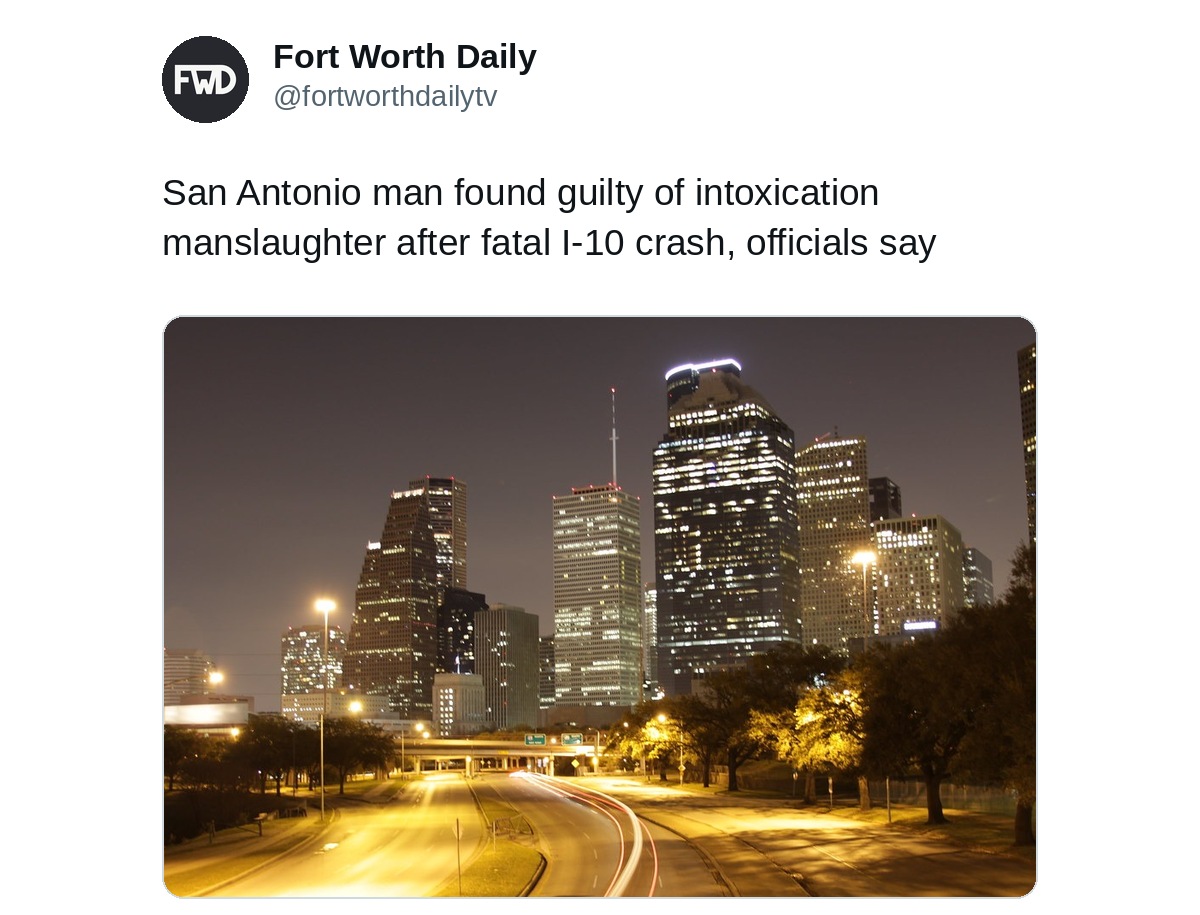 FWD
Fort Worth Daily
@fortworthdailytv
San Antonio man found guilty of intoxication
manslaughter after fatal I-10 crash, officials say